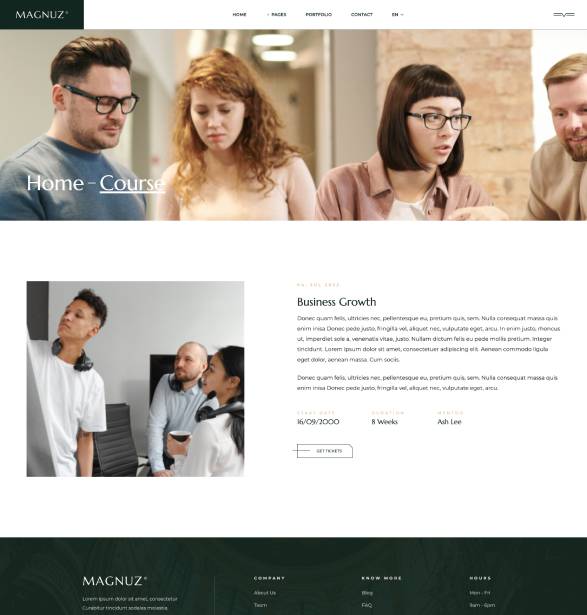 MAGNUZ®
HOME
PAGES
PORTFOLIO
CONTACT
EN
Home – Course
04, JUL 2022
Business Growth
Donec quam felis, ultricies nec, pellentesque eu, pretium quis, sem. Nulla consequat massa quis
enim insa Donec pede justo, fringilla vel, aliquet nec, vulputate eget, arcu. In enim justo, rhoncus
ut, imperdiet sole a, venenatis vitae, justo. Nullam dictum felis eu pede mollis pretium. Integer
tincidunt. Lorem ipsum dolor sit amet, consectetuer adipiscing elit. Aenean commodo ligula
eget dolor, aenean massa. Cum sociis.
Donec quam felis, ultricies nec, pellentesque eu, pretium quis, sem. Nulla consequat massa quis
enim insa Donec pede justo, fringilla vel, aliquet nec, vulputate eget, arcu.
START DATE
DURATION
MENTOR
16/09/2000
8 Weeks
Ash Lee
GET TICKETS
MAGNUZ®
Lorem ipsum dolor sit amet, consectetur
Curabitur tincidunt sodales molestia.
COMPANY
About Us
Team
KNOW MORE
Blog
FAQ
HOURS
Mon - Fri
9am - 6pm